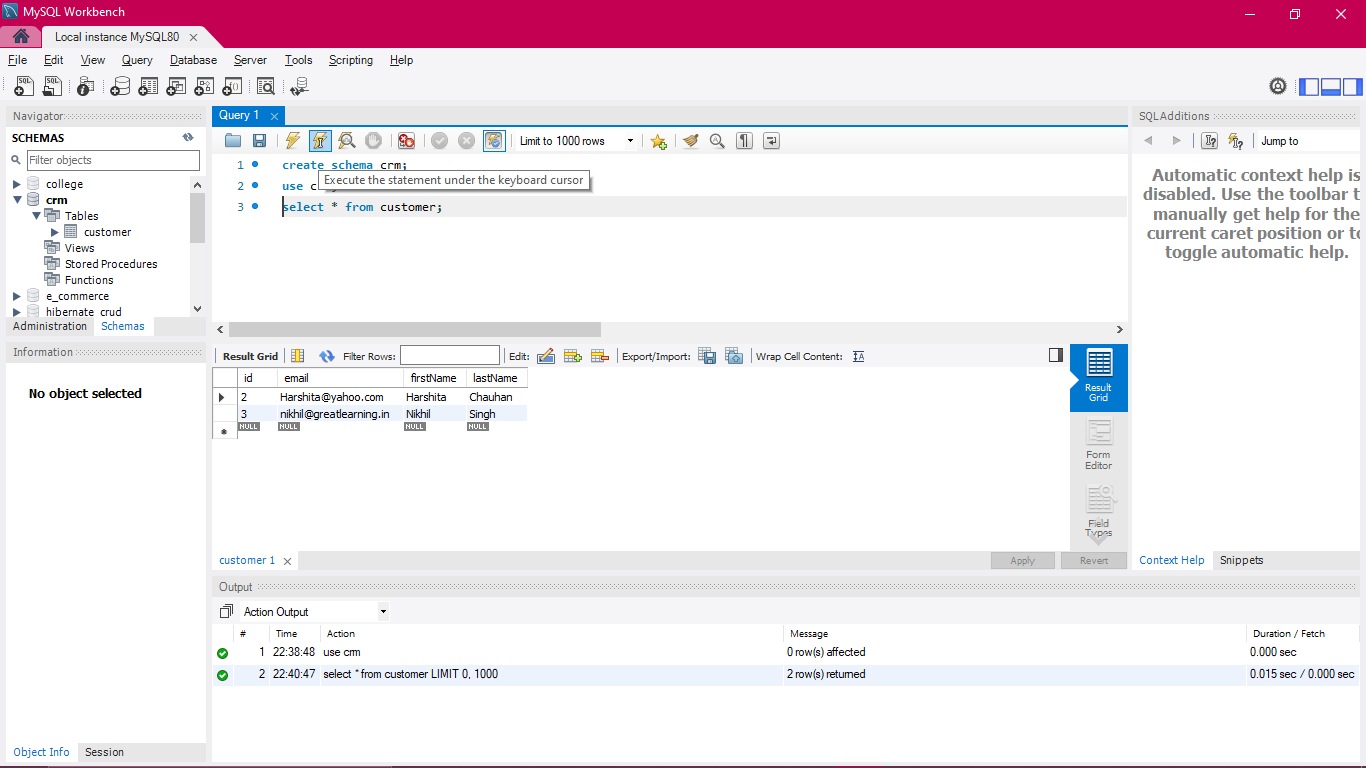 MySQL Workbench
Local instance MySQL80
File Edit View Query Database Server Tools Scripting Help
Navigator
SCHEMAS
Filter objects
college
crm
Tables
customer
Views
Stored Procedures
Functions
e_commerce
hibernate_crud
Administration Schemas
Information
No object selected
Object Info Session
Query 1
Limit to 1000 rows
1 create schema crm;
Execute the statement under the keyboard cursor
2 use c
3 select * from customer;
Result Grid Filter Rows: Edit: Export/Import: Wrap Cell Content:
id email firstName lastName
2 Harshita@yahoo.com Harshita Chauhan
3 nikhil@greatlearning.in Nikhil Singh
NULL NULL NULL NULL
Result
Grid
Form
Editor
Field
Types
customer 1
Apply Revert
SQLAdditions
Jump to
Automatic context help is
disabled. Use the toolbar t
manually get help for the
current caret position or to
toggle automatic help.
Context Help Snippets
Output
Action Output
# Time Action Message Duration / Fetch
1 22:38:48 use crm 0 row(s) affected 0.000 sec
2 22:40:47 select * from customer LIMIT 0, 1000 2 row(s) returned 0.015 sec / 0.000 sec